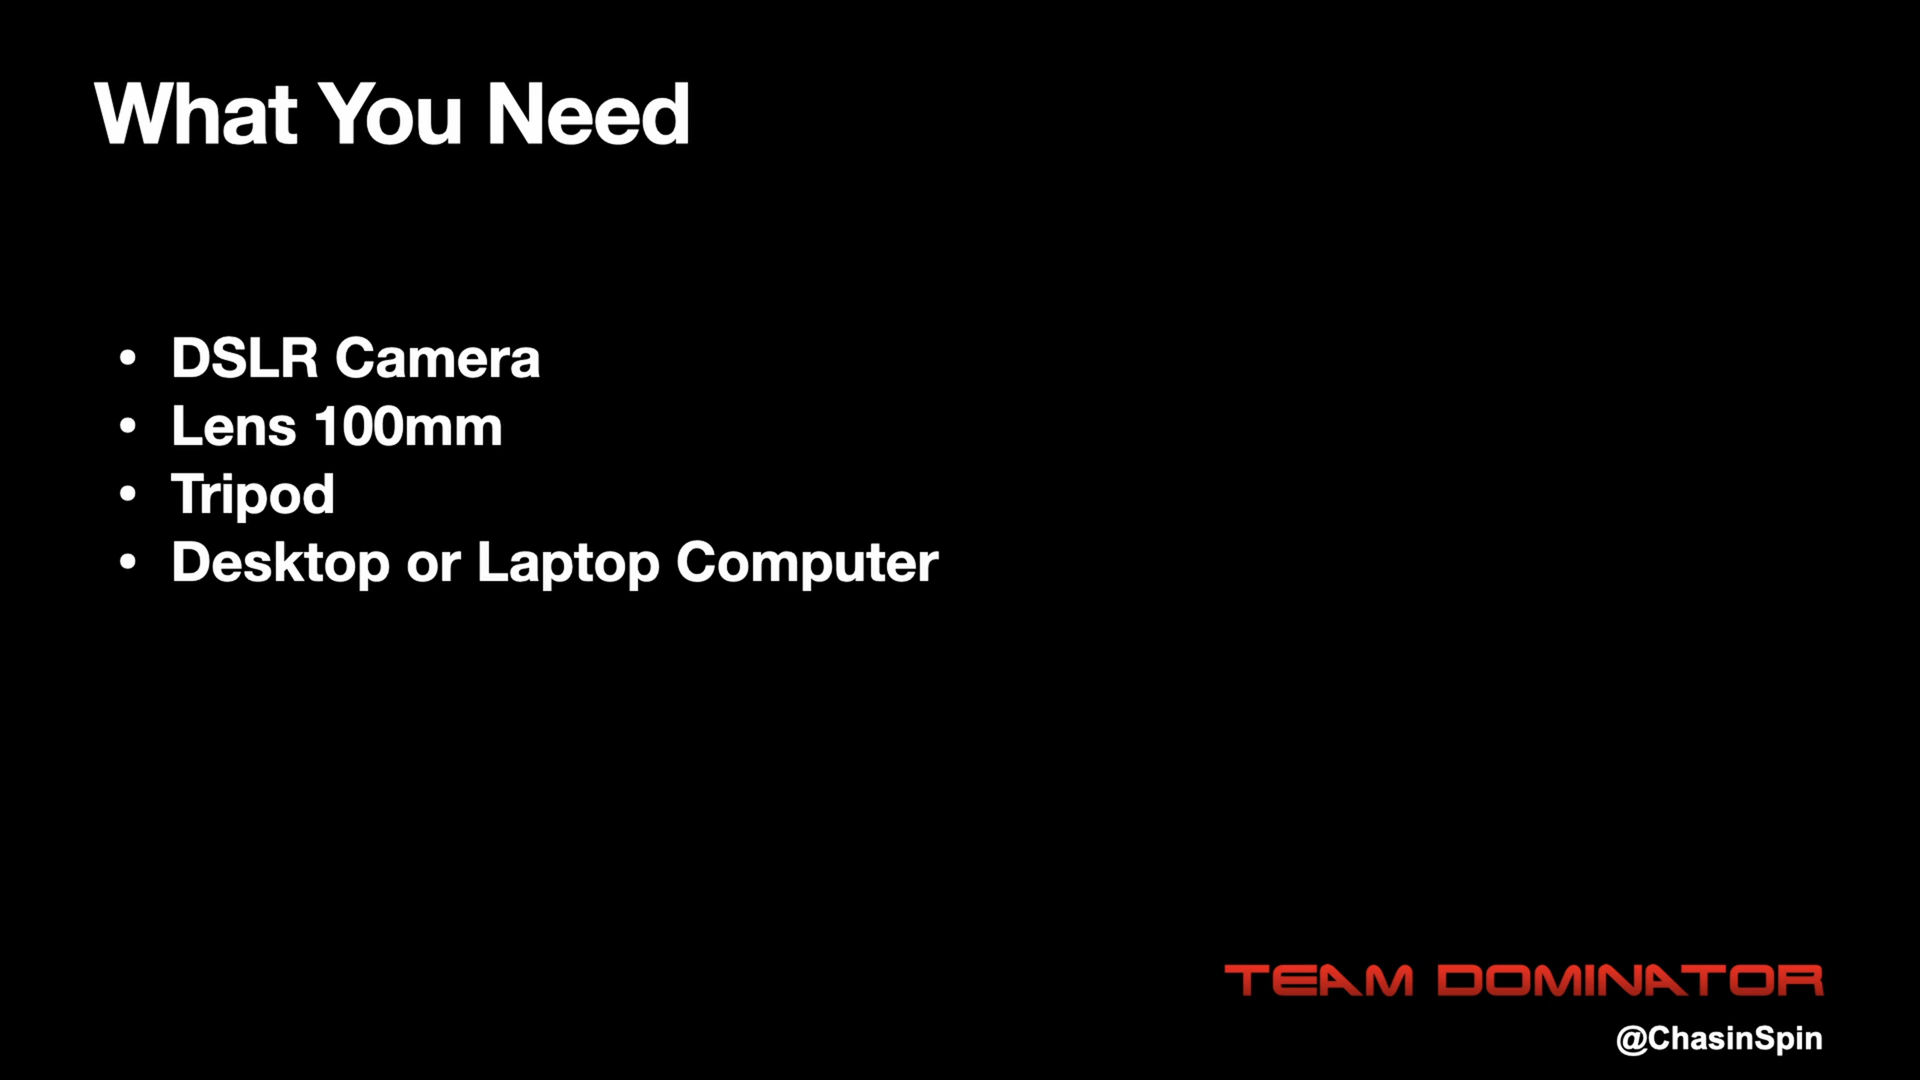 What You Need
• DSLR Camera
• Lens 100mm
• Tripod
• Desktop or Laptop Computer
TEAM DOMINATOR
@ChasinSpin